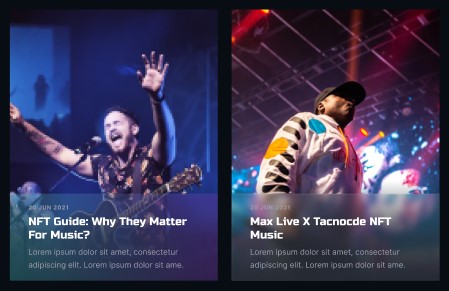 20 JUN 2021
NFT Guide: Why They Matter
For Music?
Lorem ipsum dolor sit amet, consectetur
adipiscing elit. Lorem ipsum dolor sit ame.
20 JUN 2021
Max Live X Tacnocde NFT
Music
Lorem ipsum dolor sit amet, consectetur
adipiscing elit. Lorem ipsum dolor sit ame.